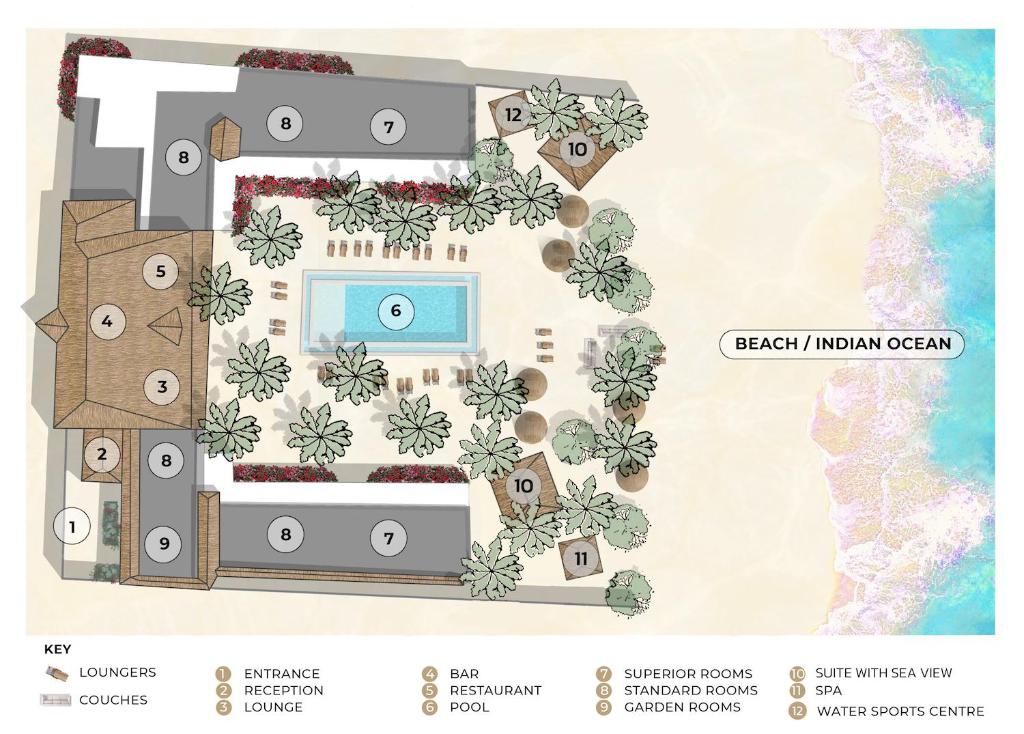 12
10
8
7
8
5
6
4
BEACH / INDIAN OCEAN
3
2
8
10
1
9
8
7
11
KEY
LOUNGERS
COUCHES
1 ENTRANCE
2 RECEPTION
3 LOUNGE
4 BAR
5 RESTAURANT
6 POOL
7 SUPERIOR ROOMS
8 STANDARD ROOMS
9 GARDEN ROOMS
10 SUITE WITH SEA VIEW
11 SPA
12 WATER SPORTS CENTRE